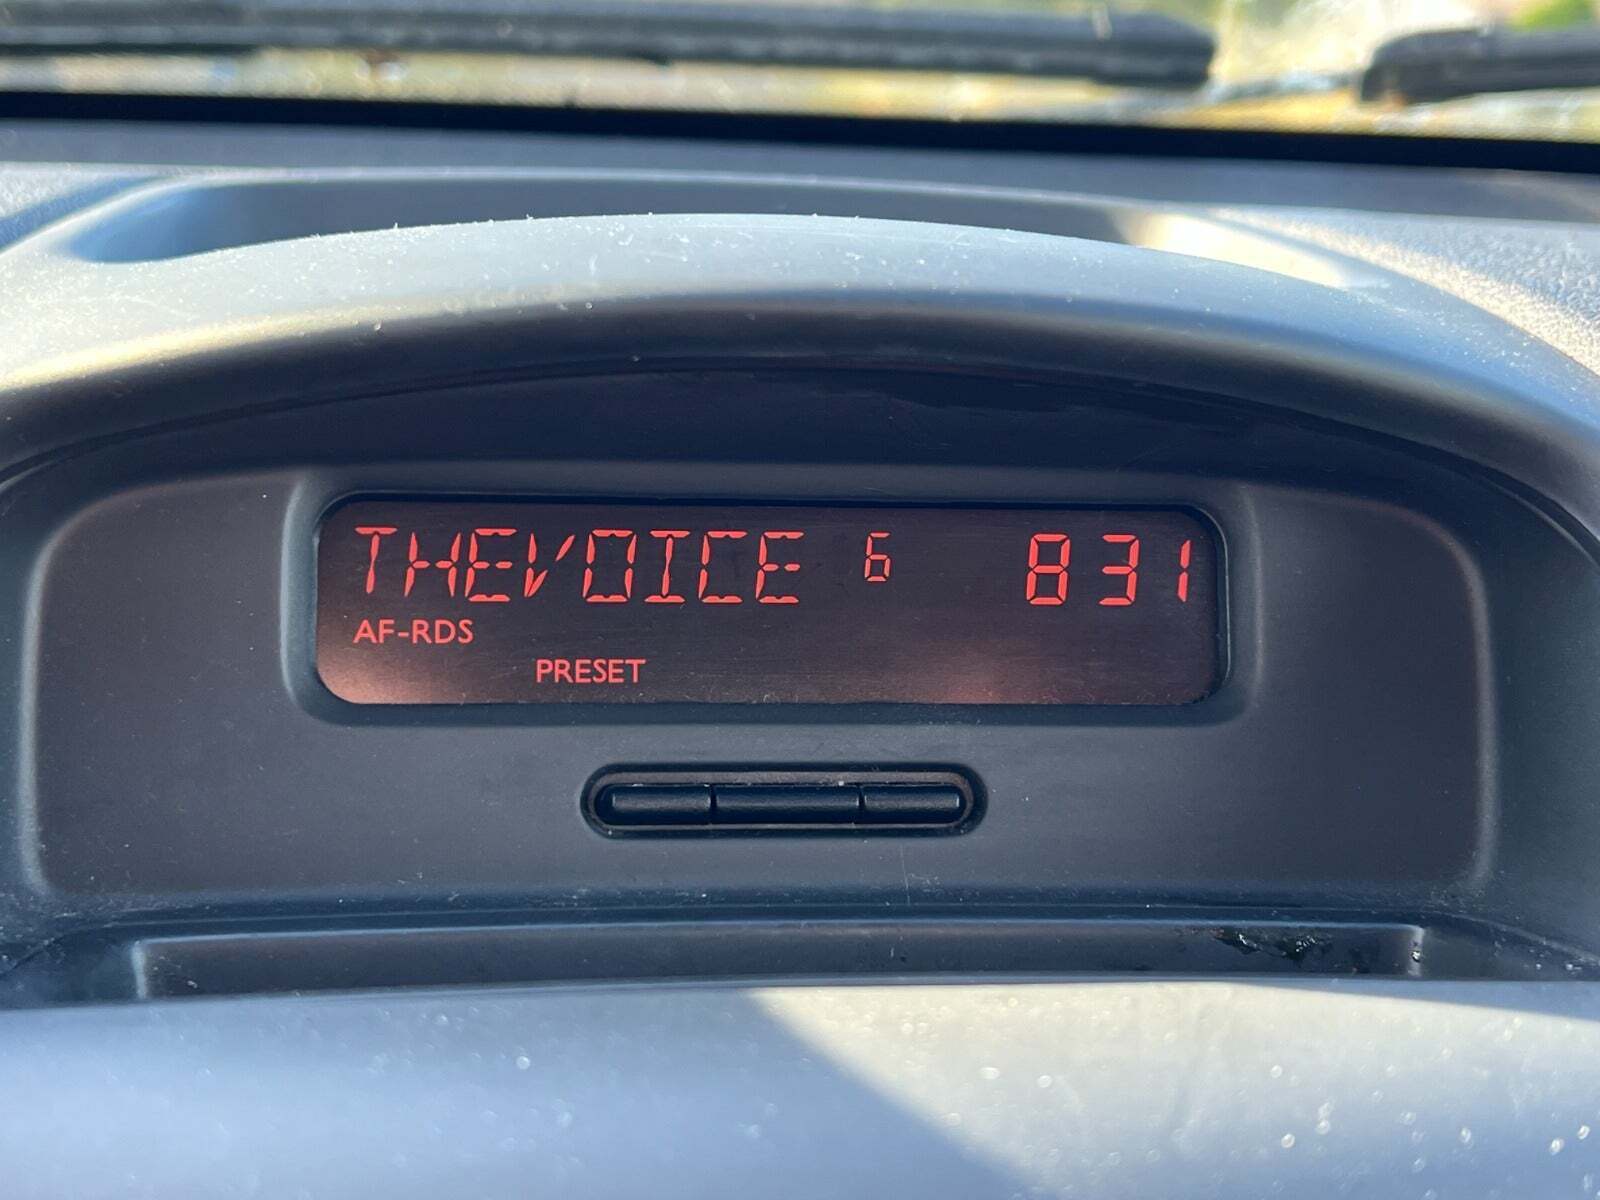 THEVOICE 6 831
AF-RDS
PRESET